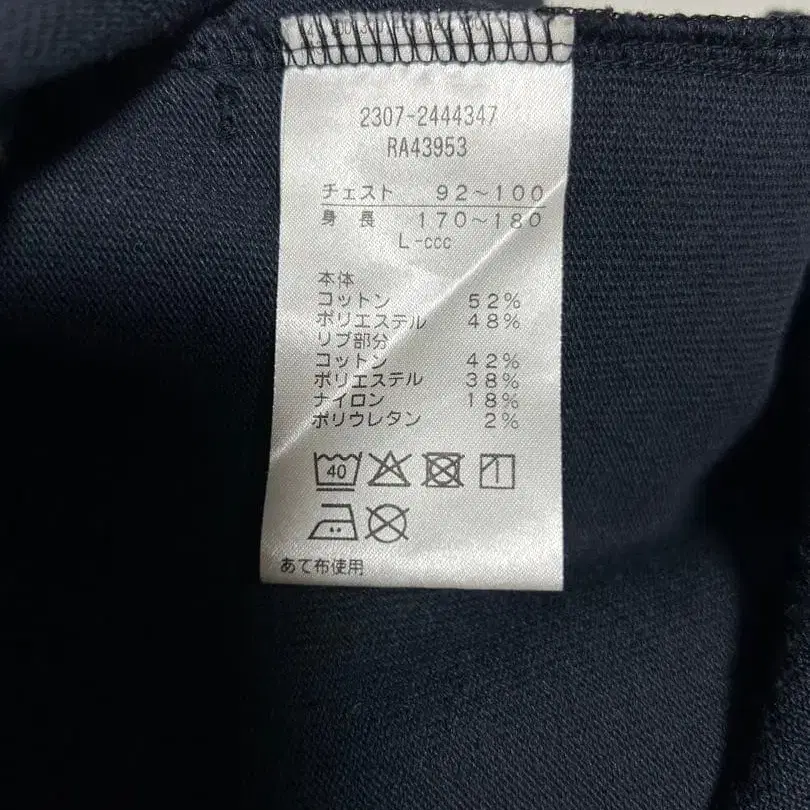 2307-2444347
RA43953
チェスト 92～100
身長 170～180
L-ccc
本体
コットン 52%
ポリエステル 48%
リブ部分
コットン 42%
ポリエステル 38%
ナイロン 18%
ポリウレタン 2%
40
あて布使用